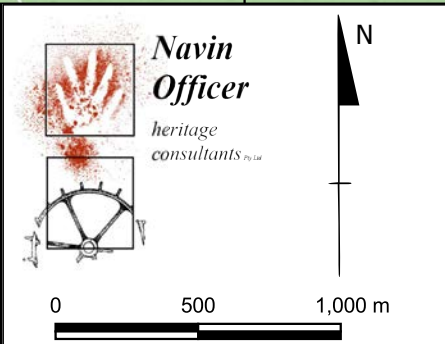 Navin
Officer
heritage
consultants Pty Ltd
N
0 500 1,000 m